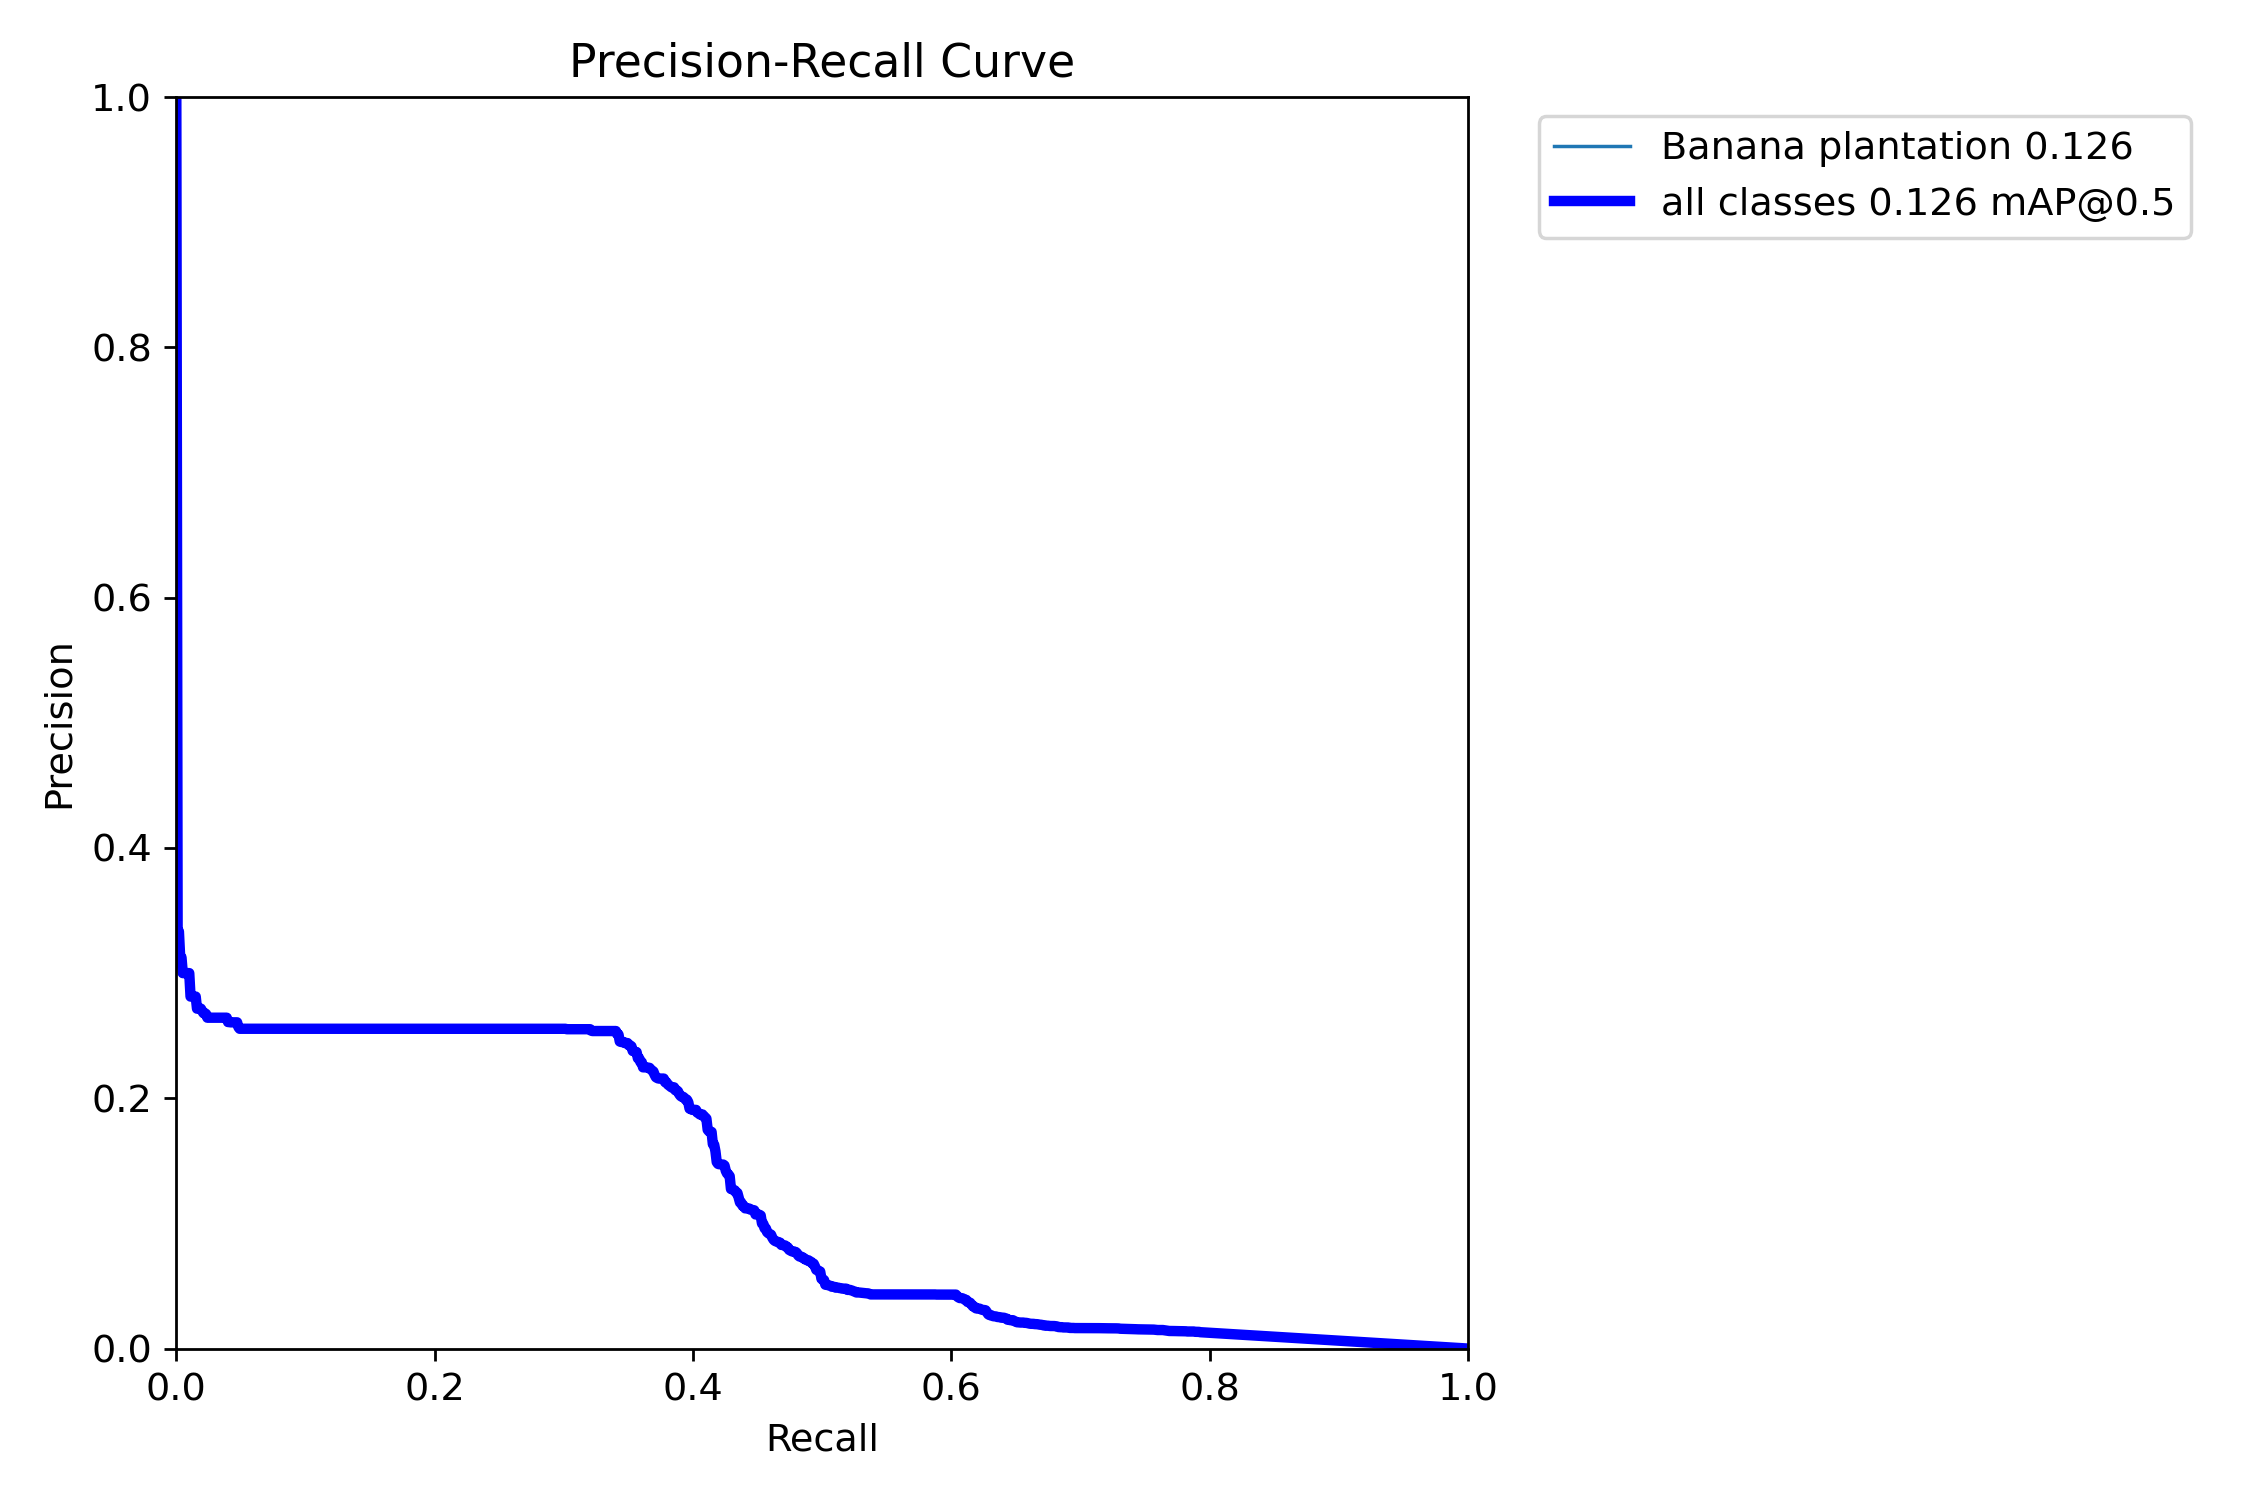 Precision-Recall Curve
1.0
0.8
0.6
0.4
0.2
0.0
Precision
0.0 0.2 0.4 0.6 0.8 1.0
Recall
Banana plantation 0.126
all classes 0.126 mAP@0.5